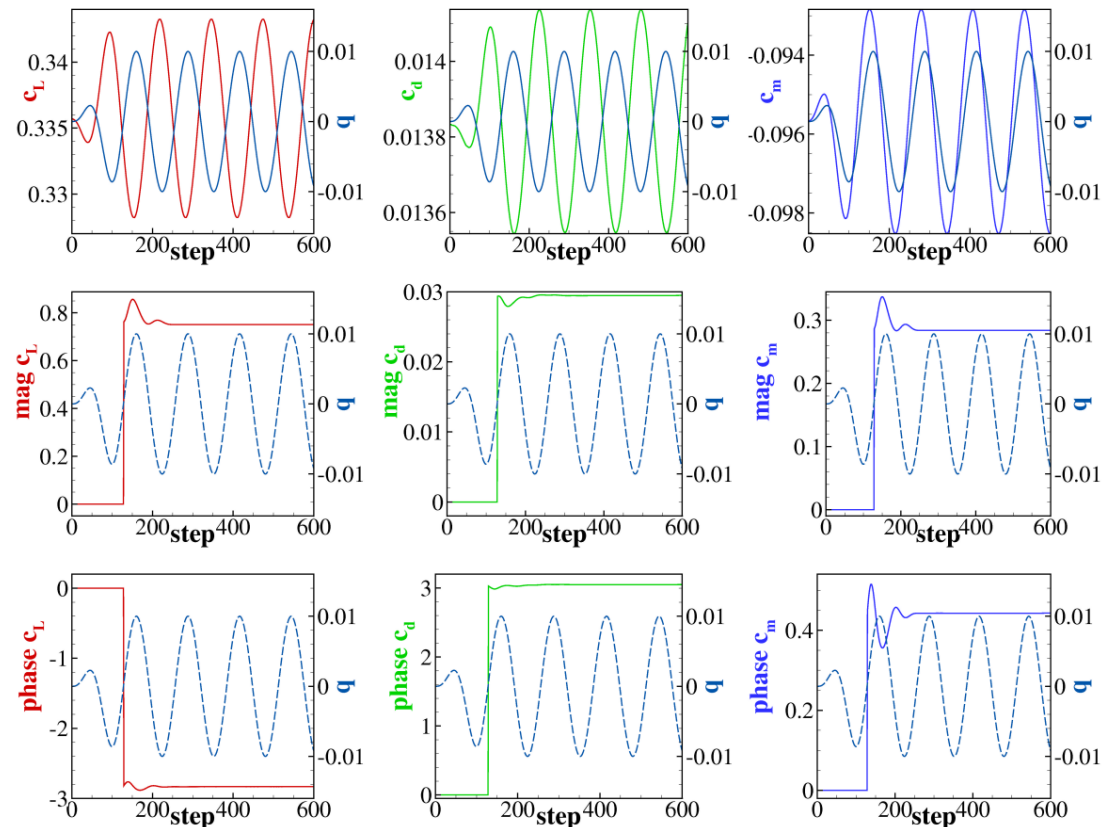 0.34
0.335
0.33
c_L
0.01
0
-0.01
q
0 200 400 600
step
0.014
0.0138
0.0136
c_d
0.01
0
-0.01
q
0 200 400 600
step
-0.094
-0.096
-0.098
c_m
0.01
0
-0.01
q
0 200 400 600
step
0.8
0.6
0.4
0.2
0
mag c_L
0.01
0
-0.01
q
0 200 400 600
step
0.03
0.02
0.01
0
mag c_d
0.01
0
-0.01
q
0 200 400 600
step
0.3
0.2
0.1
0
mag c_m
0.01
0
-0.01
q
0 200 400 600
step
0
-1
-2
-3
phase c_L
0.01
0
-0.01
q
0 200 400 600
step
3
2
1
0
phase c_d
0.01
0
-0.01
q
0 200 400 600
step
0.4
0.2
0
phase c_m
0.01
0
-0.01
q
0 200 400 600
step